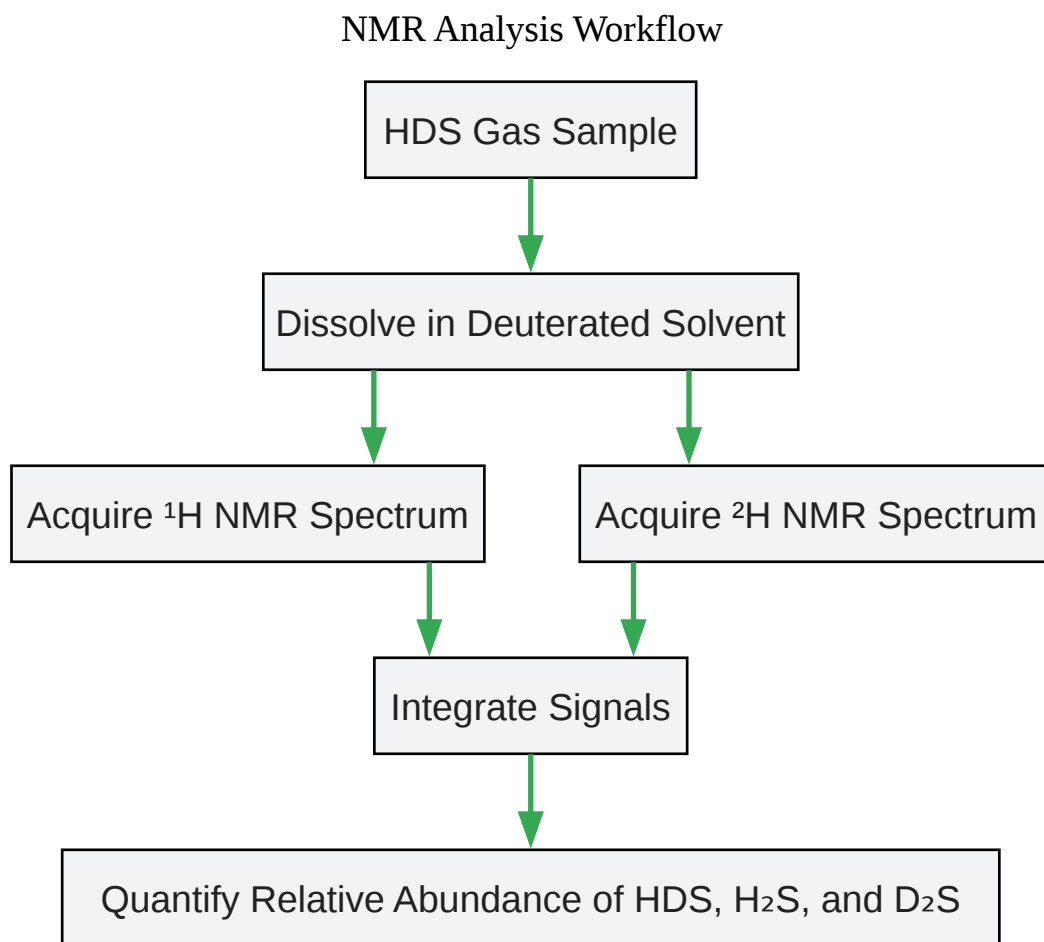 NMR Analysis Workflow
HDS Gas Sample
Dissolve in Deuterated Solvent
Acquire ¹H NMR Spectrum
Acquire ²H NMR Spectrum
Integrate Signals
Quantify Relative Abundance of HDS, H₂S, and D₂S